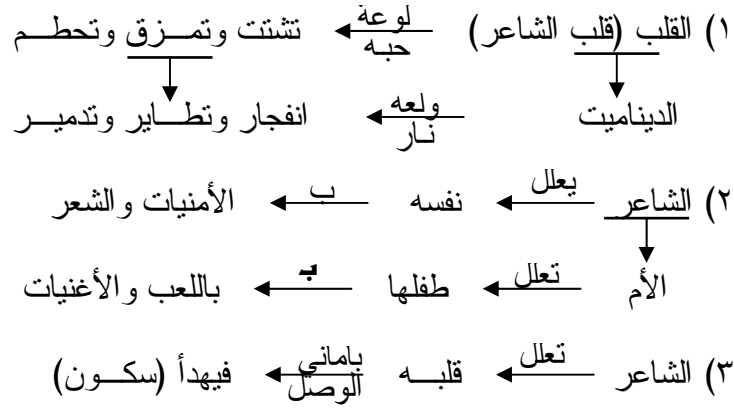 ١) القلب (قلب الشاعر) لوعة حبه تشتت وتمزق وتحطم
الديناميت ولعه نار انفجار وتطاير وتدمير
٢) الشاعر يعلل نفسه ب الأمنيات والشعر
الأم تعلل طفلها ب باللعب والأغنيات
٣) الشاعر تعلل قلبه باماني الوصل فيهدأ (سكون)